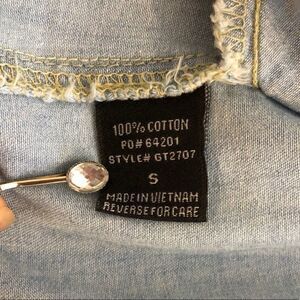 100% COTTON
PO# 64201
STYLE# GT2707
S
MADE IN VIETNAM
REVERSE FOR CARE